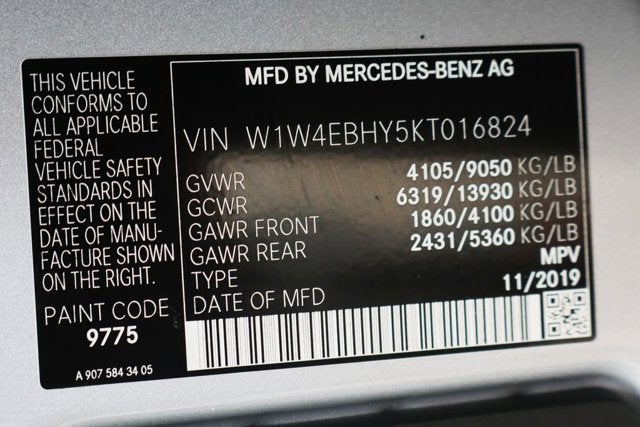 THIS VEHICLE
CONFORMS TO
ALL APPLICABLE
FEDERAL
VEHICLE SAFETY
STANDARDS IN
EFFECT ON THE
DATE OF MANU-
FACTURE SHOWN
ON THE RIGHT.
PAINT CODE
9775
A 907 584 34 05
MFD BY MERCEDES-BENZ AG
VIN W1W4EBHY5KT016824
GVWR 4105/9050 KG/LB
GCWR 6319/13930 KG/LB
GAWR FRONT 1860/4100 KG/LB
GAWR REAR 2431/5360 KG/LB
TYPE MPV
DATE OF MFD 11/2019